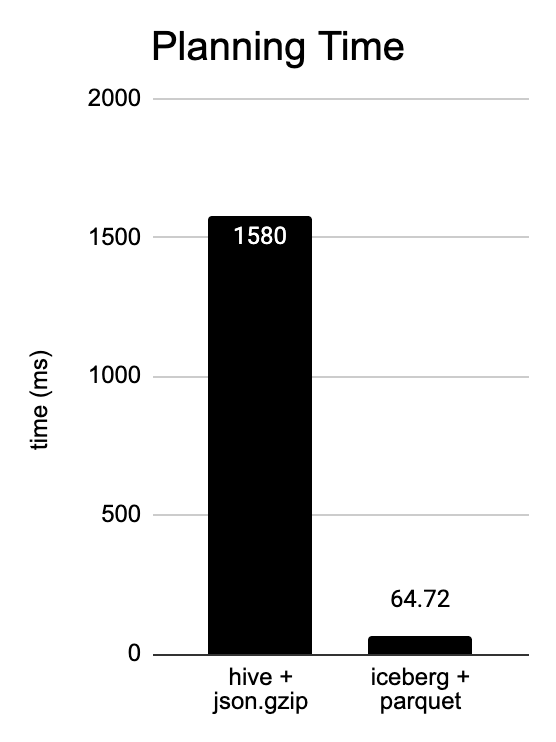 Planning Time
2000
1500
1000
500
0
time (ms)
1580
64.72
hive +
json.gzip
iceberg +
parquet